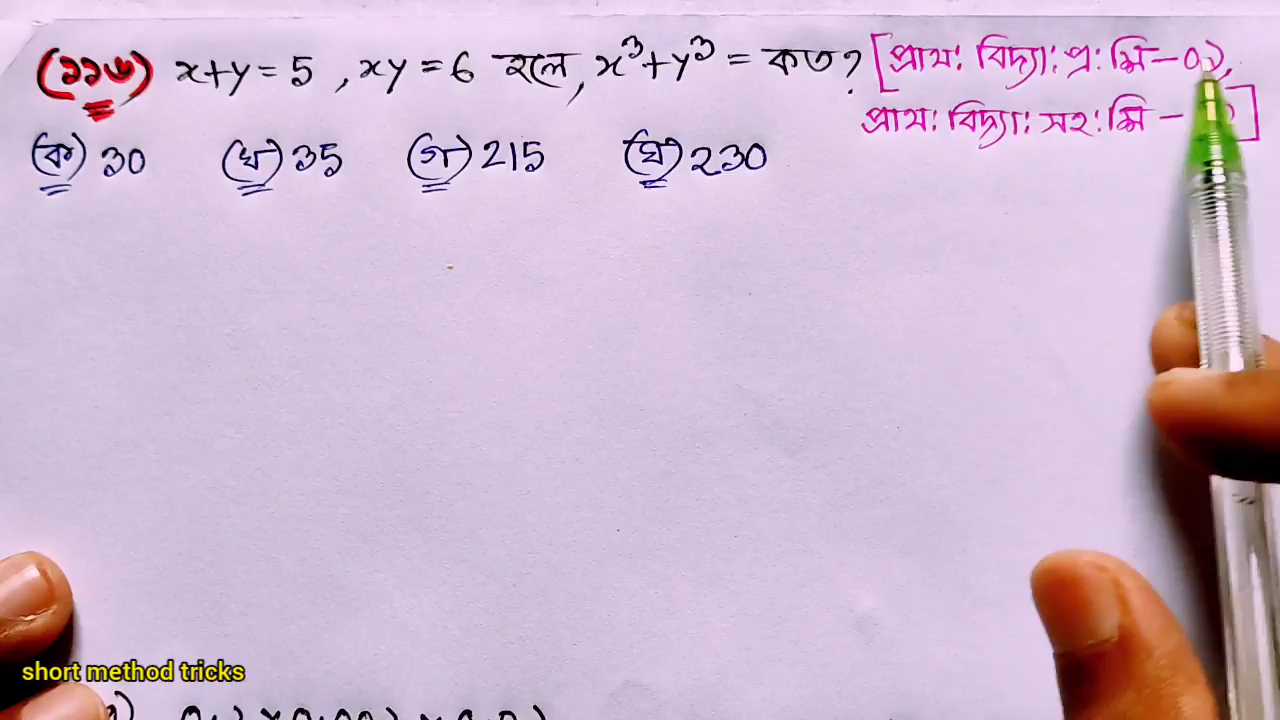 (১১৬) x+y = 5 , xy = 6 হলে, x³+y³ = কত? [প্রাথ: বিদ্যা: প্র: শি - ০১,
প্রাথ: বিদ্যা: সহ: শি - ]
(ক) 30 (খ) 35 (গ) 215 (ঘ) 230
short method tricks